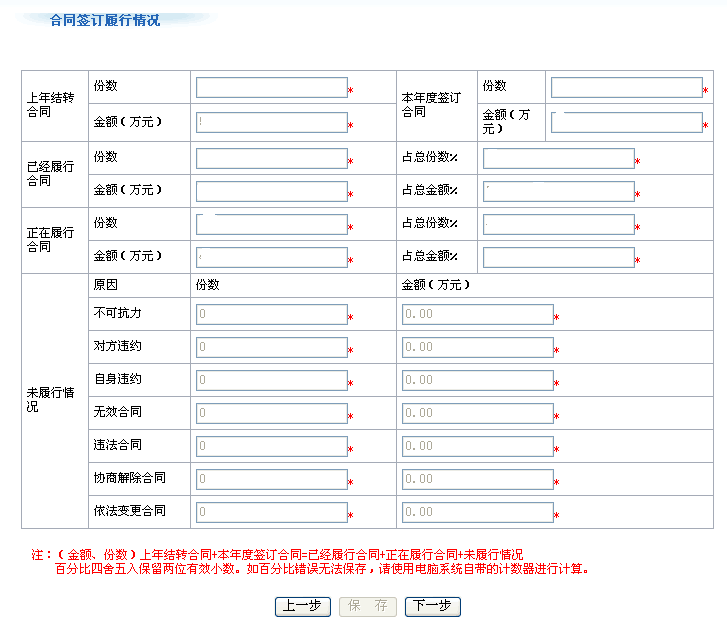 合同签订履行情况
上年结转合同 份数 * 本年度签订合同 份数 *
金额(万元) * 金额(万元) *
已经履行合同 份数 * 占总份数% *
金额(万元) * 占总金额% *
正在履行合同 份数 * 占总份数% *
金额(万元) * 占总金额% *
未履行情况 原因 份数 金额(万元)
不可抗力 0 * 0.00 *
对方违约 0 * 0.00 *
自身违约 0 * 0.00 *
无效合同 0 * 0.00 *
违法合同 0 * 0.00 *
协商解除合同 0 * 0.00 *
依法变更合同 0 * 0.00 *
注:(金额、份数)上年结转合同+本年度签订合同=已经履行合同+正在履行合同+未履行情况
百分比四舍五入保留两位有效小数。如百分比错误无法保存,请使用电脑系统自带的计数器进行计算。
上一步 保 存 下一步